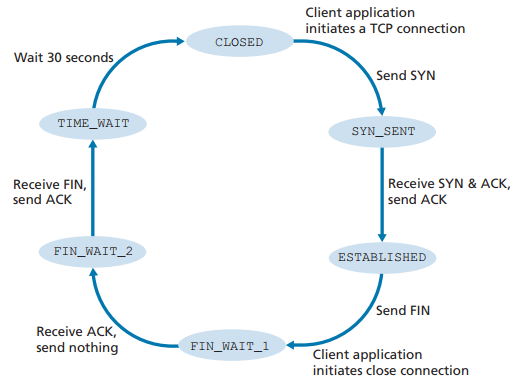 Client application
initiates a TCP connection
CLOSED
Wait 30 seconds
Send SYN
TIME_WAIT
SYN_SENT
Receive FIN,
send ACK
Receive SYN & ACK,
send ACK
FIN_WAIT_2
ESTABLISHED
Send FIN
Receive ACK,
send nothing
FIN_WAIT_1
Client application
initiates close connection